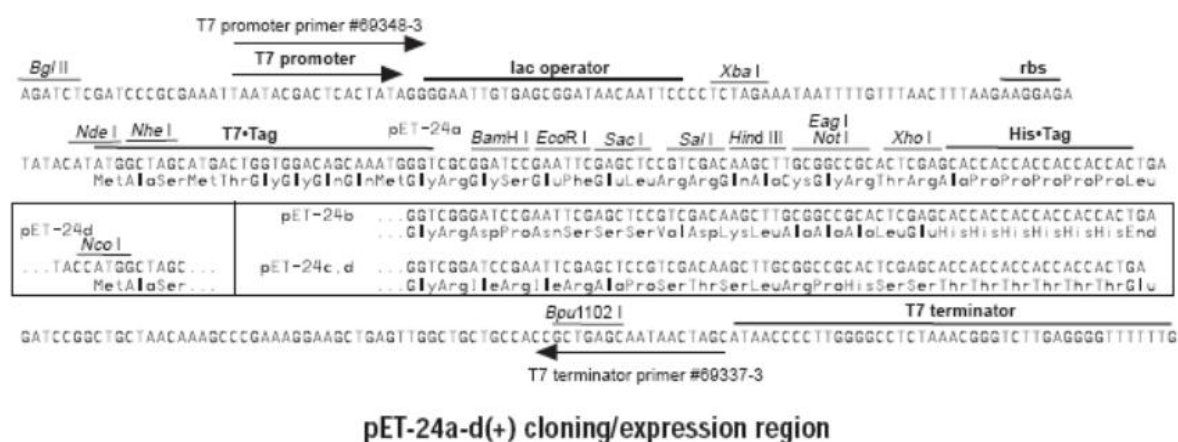 T7 promoter primer #69348-3
Bgl II T7 promoter lac operator Xba I rbs
AGATCTCGATCCCGCGAAATTAATACGACTCACTATAGGGGAATTGTGAGCGGATAACAATTCCCCTCTAGAAATAATTTTGTTTAACTTTAAGAAGGAGA
Nde I Nhe I T7•Tag pET-24a BamH I EcoR I Sac I Sal I Hind III Eag I Not I Xho I His•Tag
TATACATATGGCTAGCATGACTGGTGGACAGCAAATGGGTCGCGGATCCGAATTCGAGCTCCGTCGACAAGCTTGCGGCCGCACTCGAGCACCACCACCACCACCACTGA
MetAlaSerMetThrGlyGlyGlnGlnMetGlyArgGlySerGluPheGluLeuArgArgGlnAlaCysGlyArgThrArgAlaProProProProProLeu
pET-24b ...GGTCGGGATCCGAATTCGAGCTCCGTCGACAAGCTTGCGGCCGCACTCGAGCACCACCACCACCACCACTGA
pET-24d ...GlyArgAspProAsnSerSerSerValAspLysLeuAlaAlaAlaLeuGluHisHisHisHisHisHisEnd
Nco I
...TACCATGGCTAGC... pET-24c,d ...GGTCGGATCCGAATTCGAGCTCCGTCGACAAGCTTGCGGCCGCACTCGAGCACCACCACCACCACCACTGA
MetAlaSer... ...GlyArgIleArgIleArgAlaProSerThrSerLeuArgProHisSerSerThrThrThrThrThrThrGlu
Bpu1102 I T7 terminator
GATCCGGCTGCTAACAAAGCCCGAAAGGAAGCTGAGTTGGCTGCTGCCACCGCTGAGCAATAACTAGCATAACCCCTTGGGGCCTCTAAACGGGTCTTGAGGGGTTTTTTG
T7 terminator primer #69337-3
pET-24a-d(+) cloning/expression region